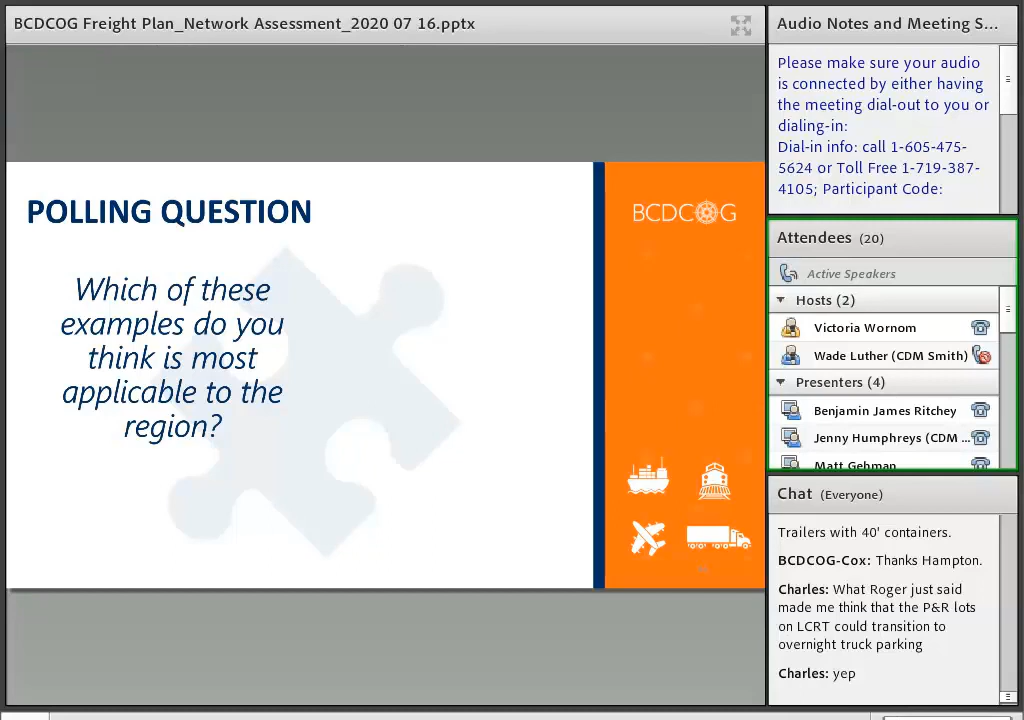 BCDCOG Freight Plan_Network Assessment_2020 07 16.pptx
POLLING QUESTION
Which of these
examples do you
think is most
applicable to the
region?
BCDCOG
Audio Notes and Meeting S...
Please make sure your audio
is connected by either having
the meeting dial-out to you or
dialing-in:
Dial-in info: call 1-605-475-
5624 or Toll Free 1-719-387-
4105; Participant Code:
Attendees (20)
Active Speakers
Hosts (2)
Victoria Wornom
Wade Luther (CDM Smith)
Presenters (4)
Benjamin James Ritchey
Jenny Humphreys (CDM ...
Matt Gehman
Chat (Everyone)
Trailers with 40' containers.
BCDCOG-Cox: Thanks Hampton.
Charles: What Roger just said
made me think that the P&R lots
on LCRT could transition to
overnight truck parking
Charles: yep